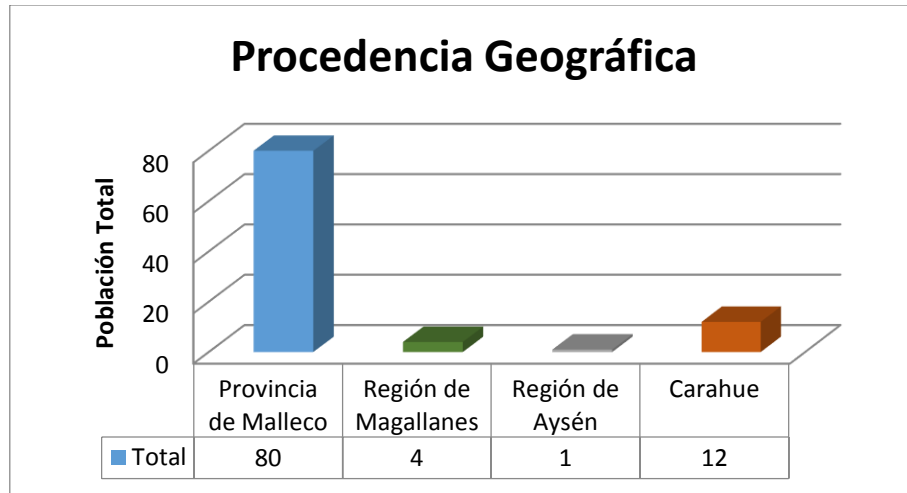 Procedencia Geográfica
Población Total
80
60
40
20
0
Provincia de Malleco
Región de Magallanes
Región de Aysén
Carahue
Total 80 4 1 12